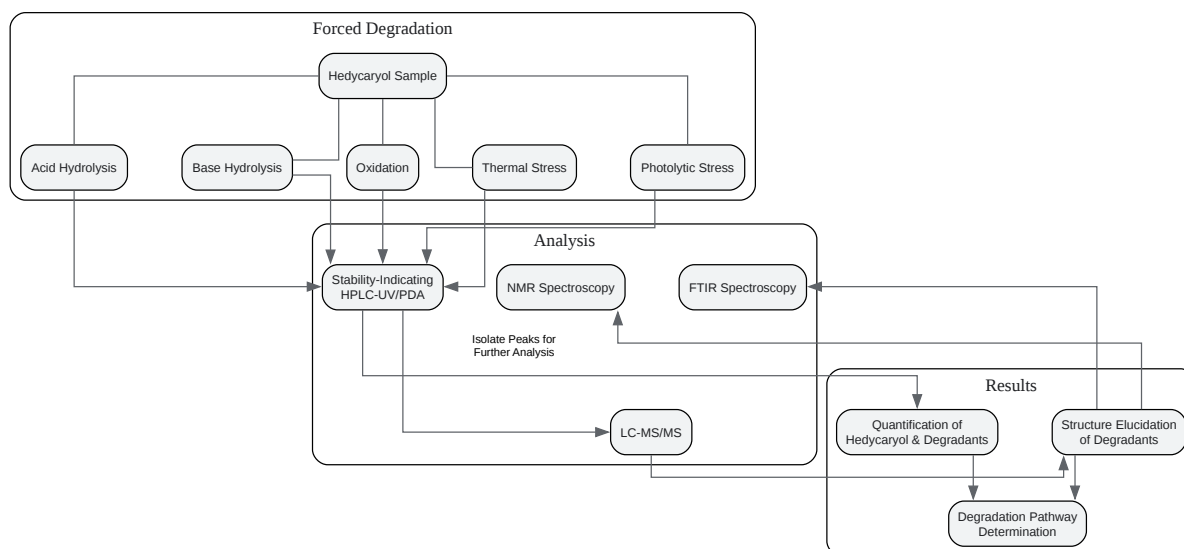 Forced Degradation
Hedycaryol Sample
Acid Hydrolysis
Base Hydrolysis
Oxidation
Thermal Stress
Photolytic Stress
Analysis
Stability-Indicating
HPLC-UV/PDA
NMR Spectroscopy
FTIR Spectroscopy
Isolate Peaks for
Further Analysis
LC-MS/MS
Results
Quantification of
Hedycaryol & Degradants
Structure Elucidation
of Degradants
Degradation Pathway
Determination